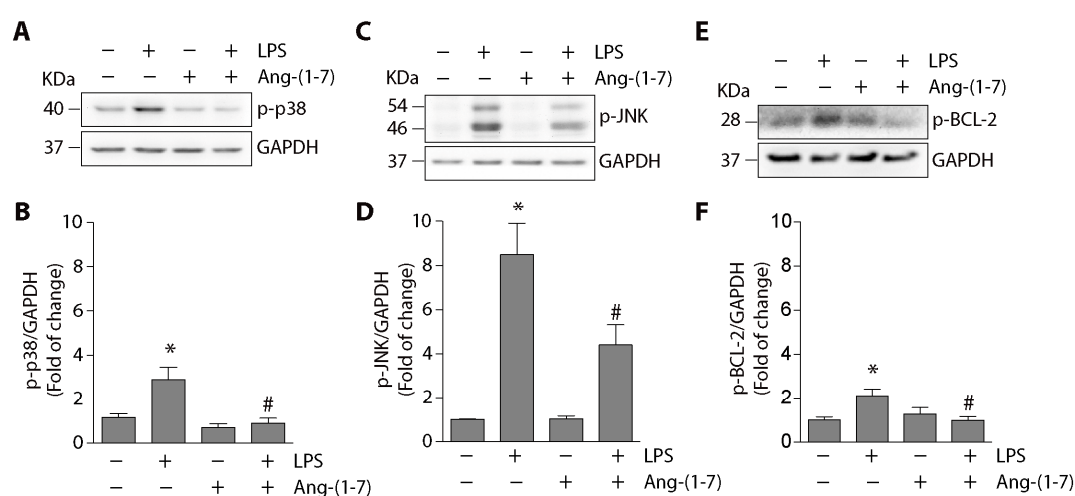 A
− + − + LPS
− − + + Ang-(1-7)
KDa
40 p-p38
37 GAPDH
C
− + − + LPS
− − + + Ang-(1-7)
KDa
54
46 p-JNK
37 GAPDH
E
− + − + LPS
− − + + Ang-(1-7)
KDa
28 p-BCL-2
37 GAPDH
B
p-p38/GAPDH
(Fold of change)
10
8
6
4
2
0
*
#
− + − + LPS
− − + + Ang-(1-7)
D
p-JNK/GAPDH
(Fold of change)
10
8
6
4
2
0
*
#
− + − + LPS
− − + + Ang-(1-7)
F
p-BCL-2/GAPDH
(Fold of change)
10
8
6
4
2
0
*
#
− + − + LPS
− − + + Ang-(1-7)